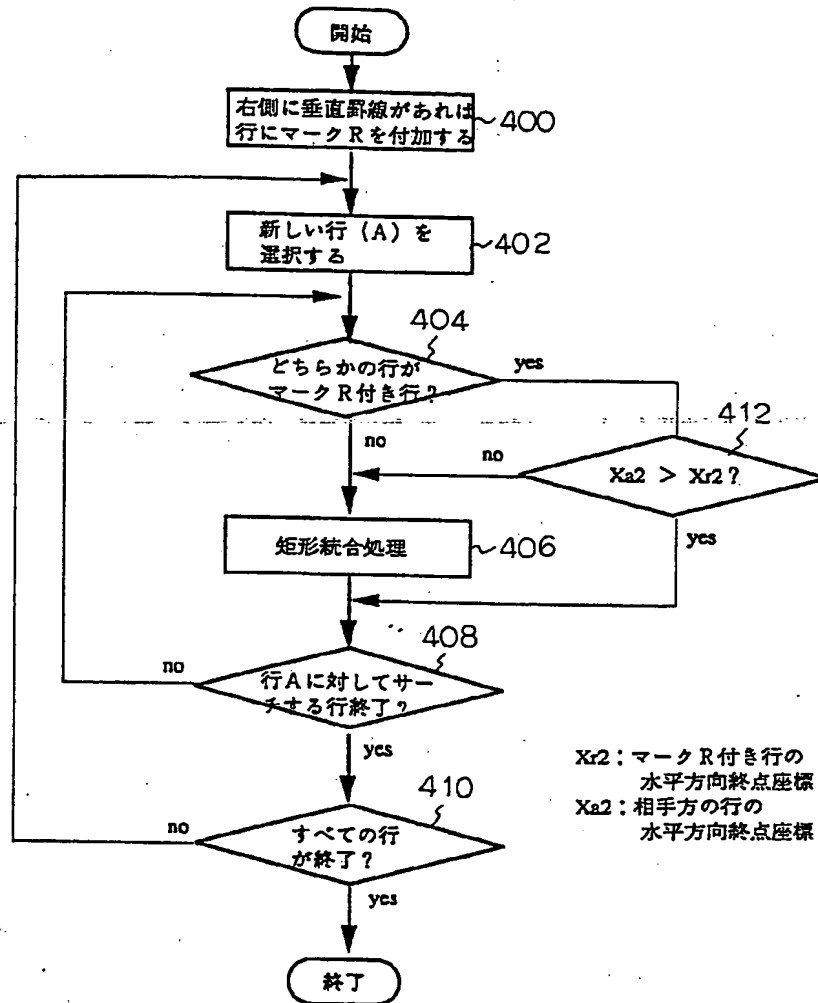 開始
右側に垂直罫線があれは
行にマークRを付加する
400
新しい行(A)を
選択する
402
404
どちらかの行が
マークR付き行?
yes
no
412
Xa2 > Xr2?
no
yes
矩形統合処理
406
408
行Aに対してサー
チする行終了?
no
yes
Xr2:マークR付き行の
水平方向終点座標
Xa2:相手方の行の
水平方向終点座標
410
すべての行
が終了?
no
yes
終了